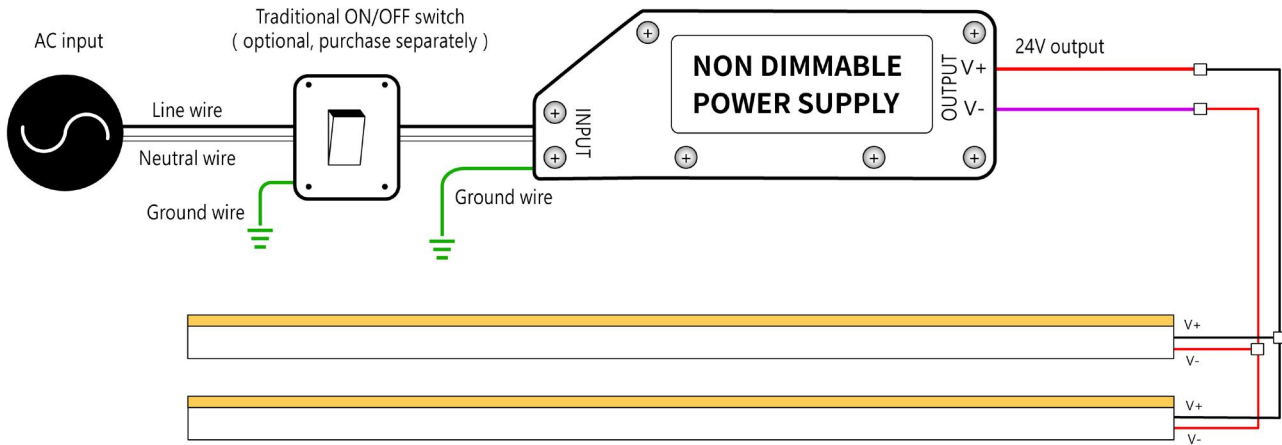 AC input
Traditional ON/OFF switch
( optional, purchase separately )
Line wire
Neutral wire
Ground wire
Ground wire
INPUT
NON DIMMABLE
POWER SUPPLY
OUTPUT
V+
V-
24V output
V+
V-
V+
V-